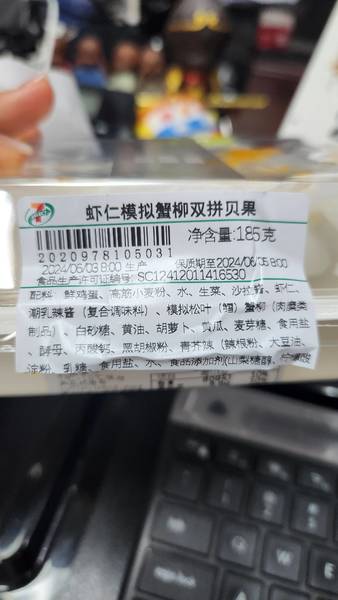 虾仁模拟蟹柳双拼贝果
净含量:185克
2020978105031
2024/06/03 8:00 生产 保质期至2024/06/05 8:00
食品生产许可证编号:SC12412011416530
配料 鲜鸡蛋、高筋小麦粉、水、生菜、沙拉酱、虾仁、
潮乳辣酱（复合调味料）、模拟松叶（鳕）蟹柳（肉糜类
制品）、白砂糖、黄油、胡萝卜、黄瓜、麦芽糖、食用盐
、酵母、丙酸钙、黑胡椒粉、青芥辣（辣根粉、大豆油、
淀粉、乳糖、食用盐、水、食品添加剂(山梨糖醇、柠檬酸